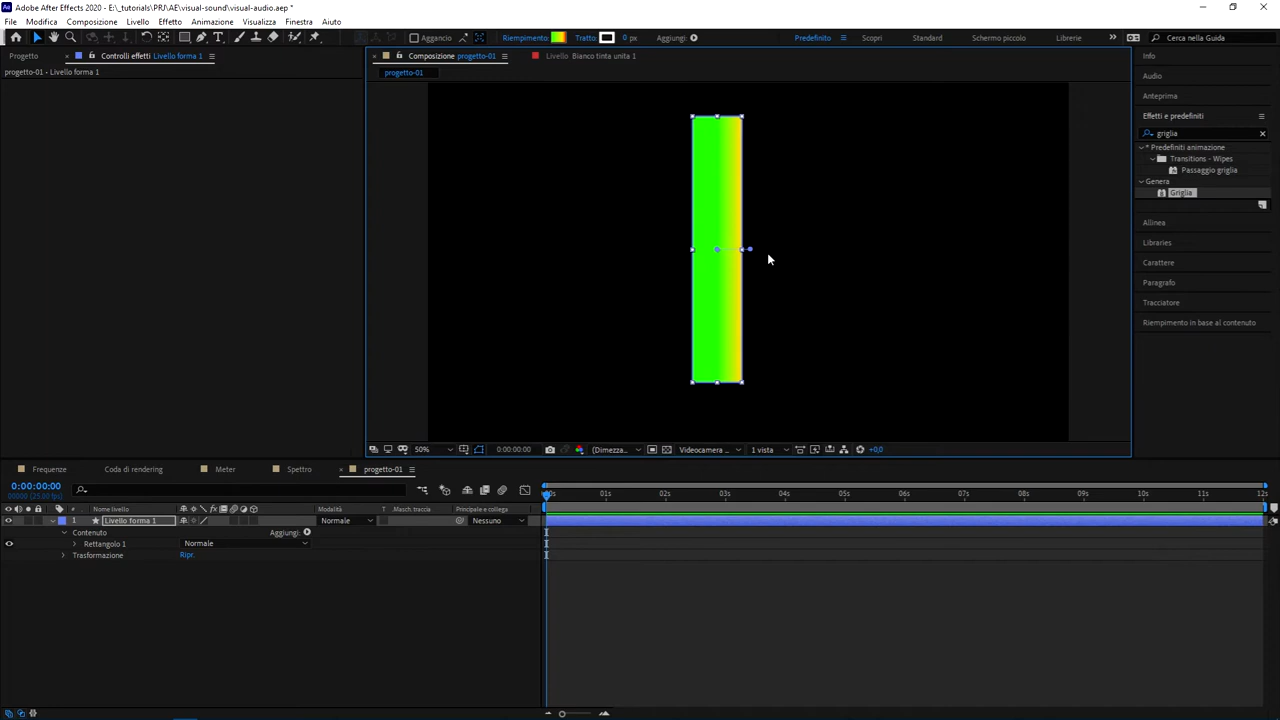 Adobe After Effects 2020 - E:\_tutorials\PRJ\AE\visual-sound\visual-audio.aep *
Modifica Composizione Livello Effetto Animazione Visualizza Finestra Aiuto
Aggancio Riempimento: Tratto: 0 px Aggiungi: Predefinito Scopri Standard Schermo piccolo Librerie Cerca nella Guida
Progetto Controlli effetti Livello forma 1 Composizione progetto-01 Livello Bianco tinta unita 1 Info
progetto-01 • Livello forma 1 progetto-01
Audio
Anteprima
Effetti e predefiniti
griglia
* Predefiniti animazione
Transitions - Wipes
Passaggio griglia
Genera
Griglia
Allinea
Libraries
Carattere
Paragrafo
Tracciatore
Riempimento in base al contenuto
50% 0:00:00:00 (Dimezza... Videocamera ... 1 vista +0,0
Frequenze Coda di rendering Meter Spettro progetto-01
0:00:00:00
00000 (25.00 fps)
00s 01s 02s 03s 04s 05s 06s 07s 08s 09s 10s 11s 12s
# Nome livello Modalità T Masch. traccia Principale e collega
1 Livello forma 1 Normale Nessuno
Contenuto Aggiungi:
Rettangolo 1 Normale
Trasformazione Ripr.